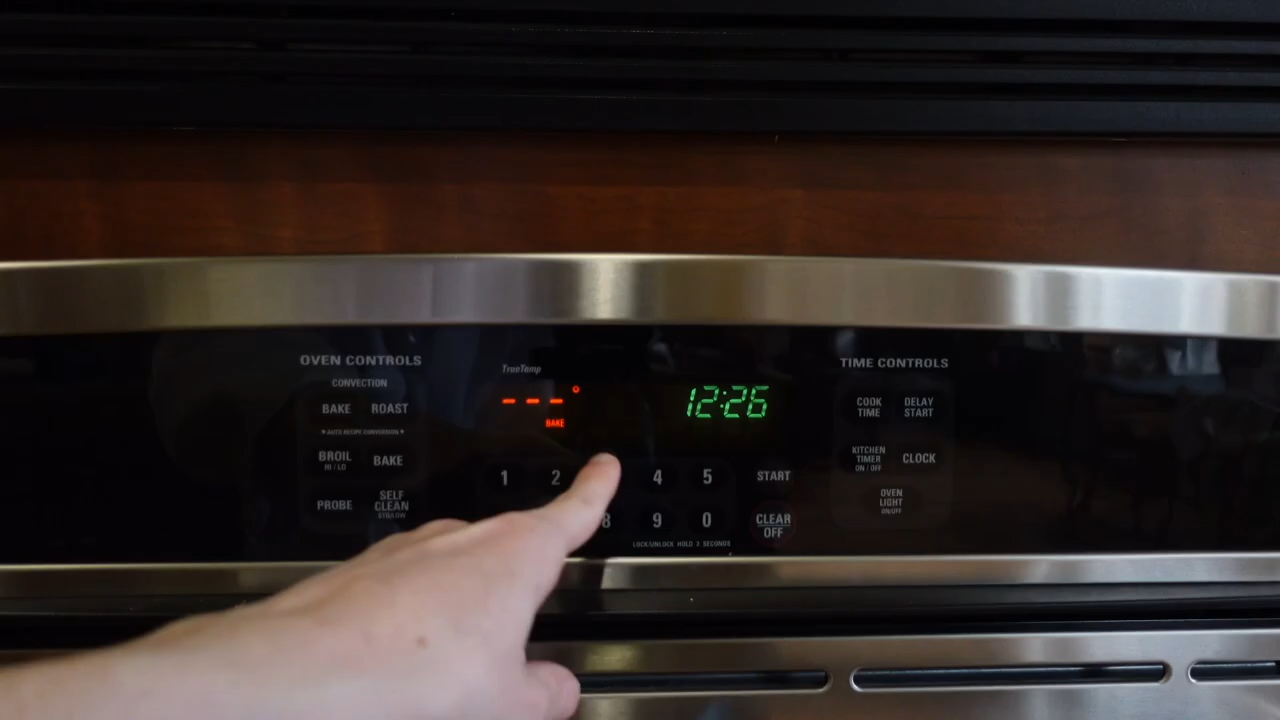 OVEN CONTROLS
CONVECTION
BAKE ROAST
AUTO RECIPE CONVERSION
BROIL
HI / LO
BAKE
PROBE
SELF
CLEAN
TrueTemp
---°
BAKE
12:26
1 2 4 5
8 9 0
START
CLEAR
OFF
LOCK/UNLOCK HOLD 3 SECONDS
TIME CONTROLS
COOK
TIME
DELAY
START
KITCHEN
TIMER
ON / OFF
CLOCK
OVEN
LIGHT
ON/OFF